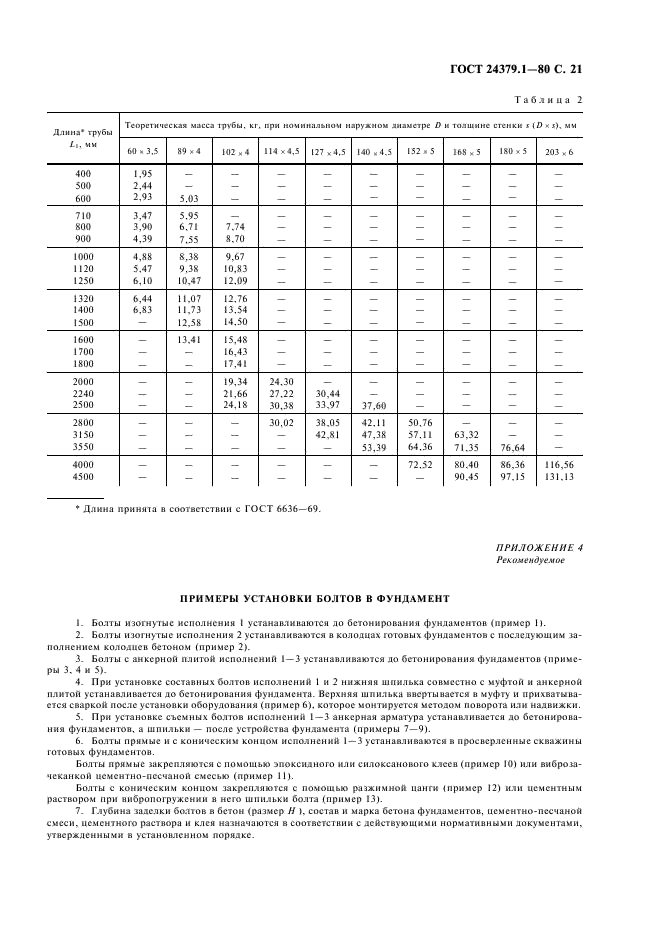 ГОСТ 24379.1—80 С. 21
Таблица 2
Длина* трубы L₁, мм
Теоретическая масса трубы, кг, при номинальном наружном диаметре D и толщине стенки s (D × s), мм
60 × 3,5 89 × 4 102 × 4 114 × 4,5 127 × 4,5 140 × 4,5 152 × 5 168 × 5 180 × 5 203 × 6
400 1,95 — — — — — — — — —
500 2,44 — — — — — — — — —
600 2,93 5,03 — — — — — — — —
710 3,47 5,95 — — — — — — — —
800 3,90 6,71 7,74 — — — — — — —
900 4,39 7,55 8,70 — — — — — — —
1000 4,88 8,38 9,67 — — — — — — —
1120 5,47 9,38 10,83 — — — — — — —
1250 6,10 10,47 12,09 — — — — — — —
1320 6,44 11,07 12,76 — — — — — — —
1400 6,83 11,73 13,54 — — — — — — —
1500 — 12,58 14,50 — — — — — — —
1600 — 13,41 15,48 — — — — — — —
1700 — — 16,43 — — — — — — —
1800 — — 17,41 — — — — — — —
2000 — — 19,34 24,30 — — — — — —
2240 — — 21,66 27,22 30,44 — — — — —
2500 — — 24,18 30,38 33,97 37,60 — — — —
2800 — — — 30,02 38,05 42,11 50,76 — — —
3150 — — — — 42,81 47,38 57,11 63,32 — —
3550 — — — — — 53,39 64,36 71,35 76,64 —
4000 — — — — — — 72,52 80,40 86,36 116,56
4500 — — — — — — — 90,45 97,15 131,13
* Длина принята в соответствии с ГОСТ 6636—69.
ПРИЛОЖЕНИЕ 4
Рекомендуемое
ПРИМЕРЫ УСТАНОВКИ БОЛТОВ В ФУНДАМЕНТ
1. Болты изогнутые исполнения 1 устанавливаются до бетонирования фундаментов (пример 1).
2. Болты изогнутые исполнения 2 устанавливаются в колодцах готовых фундаментов с последующим за-
полнением колодцев бетоном (пример 2).
3. Болты с анкерной плитой исполнений 1—3 устанавливаются до бетонирования фундаментов (приме-
ры 3, 4 и 5).
4. При установке составных болтов исполнений 1 и 2 нижняя шпилька совместно с муфтой и анкерной
плитой устанавливается до бетонирования фундамента. Верхняя шпилька ввертывается в муфту и прихватыва-
ется сваркой после установки оборудования (пример 6), которое монтируется методом поворота или надвижки.
5. При установке съемных болтов исполнений 1—3 анкерная арматура устанавливается до бетонирова-
ния фундаментов, а шпильки — после устройства фундамента (примеры 7—9).
6. Болты прямые и с коническим концом исполнений 1—3 устанавливаются в просверленные скважины
готовых фундаментов.
Болты прямые закрепляются с помощью эпоксидного или силоксанового клеев (пример 10) или виброза-
чеканкой цементно-песчаной смесью (пример 11).
Болты с коническим концом закрепляются с помощью разжимной цанги (пример 12) или цементным
раствором при вибропогружении в него шпильки болта (пример 13).
7. Глубина заделки болтов в бетон (размер H ), состав и марка бетона фундаментов, цементно-песчаной
смеси, цементного раствора и клея назначаются в соответствии с действующими нормативными документами,
утвержденными в установленном порядке.